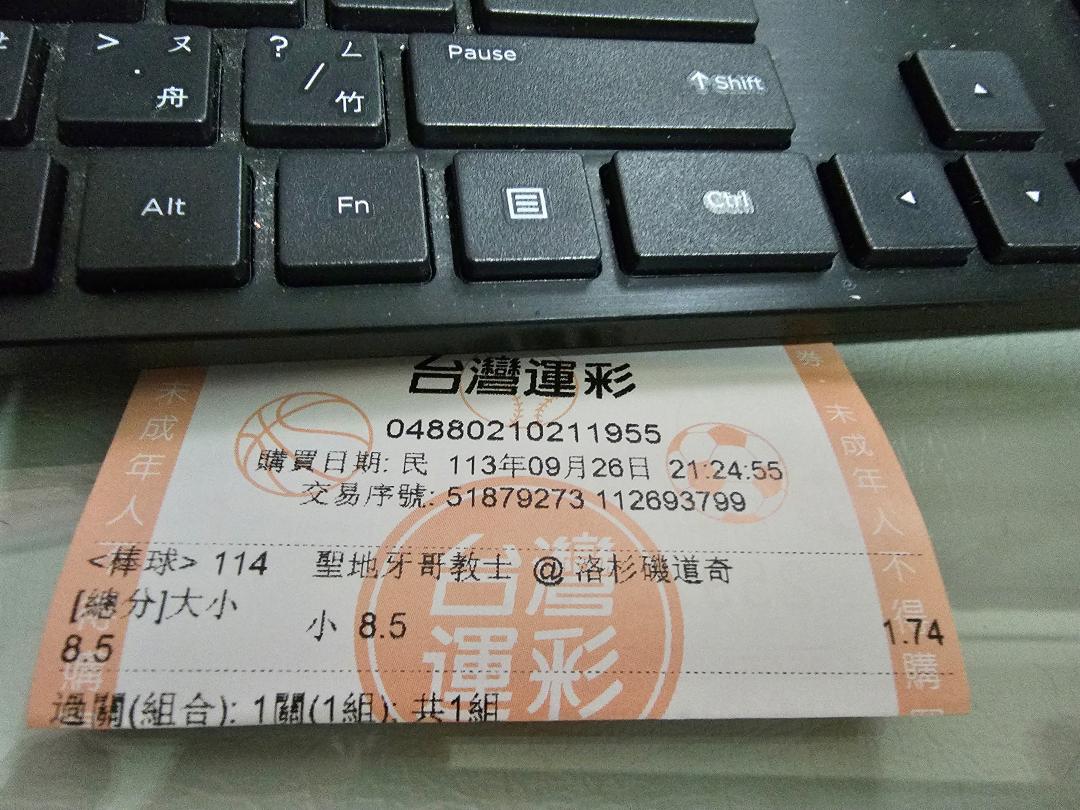 > ㄡ
. 舟
? ㄥ
/ 竹
Pause
Shift
Alt
Fn
Ctrl
台灣運彩
04880210211955
購買日期: 民 113年09月26日 21:24:55
交易序號: 51879273 112693799
<棒球> 114 聖地牙哥教士 @ 洛杉磯道奇
[總分]大小
8.5
小 8.5
1.74
過關(組合): 1關(1組): 共1組
未成年人
券.未成年人不得購
台灣
運彩